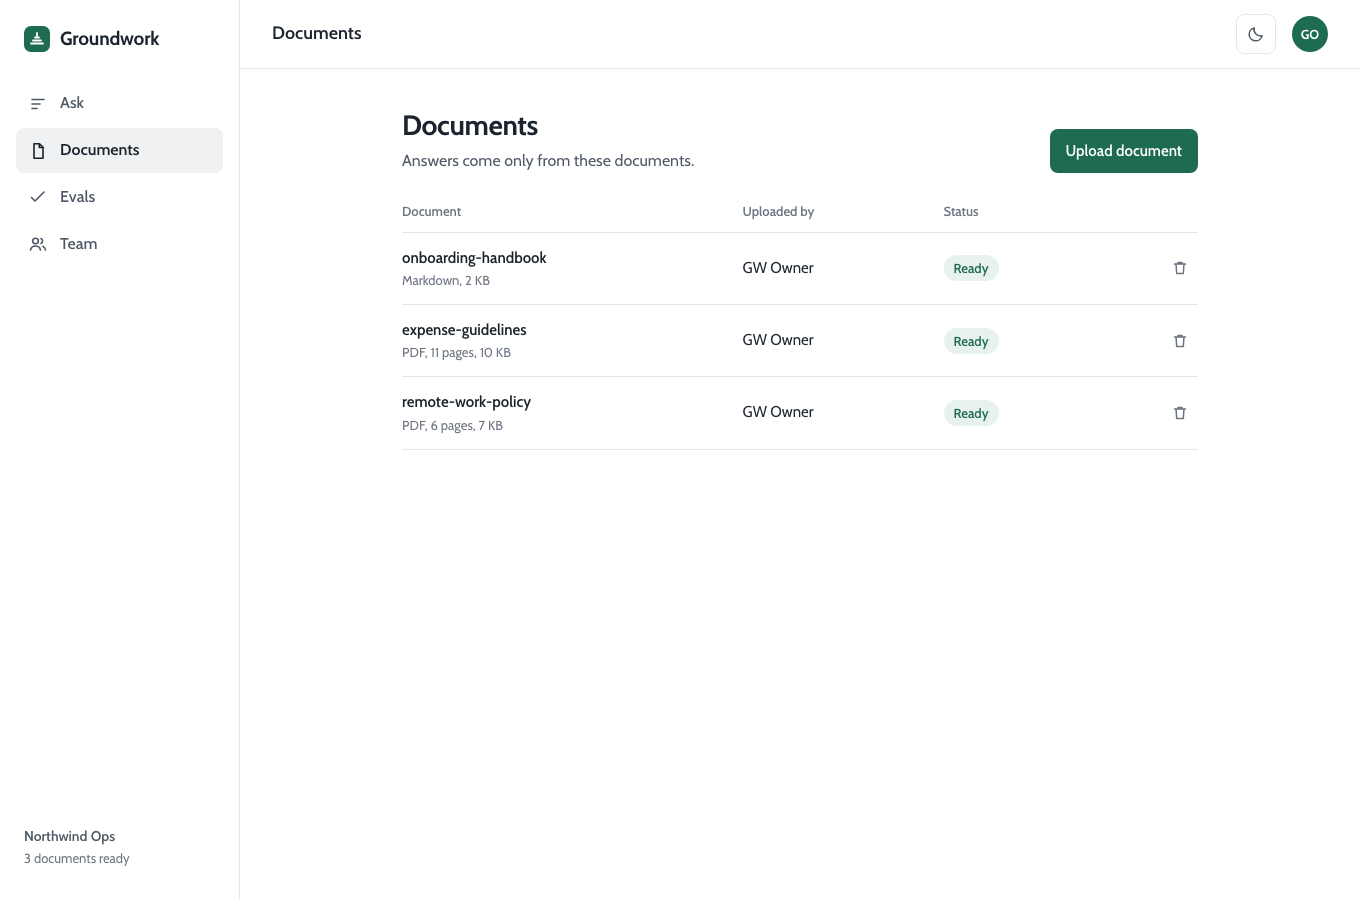 Groundwork
Ask
Documents
Evals
Team
Northwind Ops
3 documents ready
Documents
GO
Documents
Answers come only from these documents.
Upload document
Document Uploaded by Status
onboarding-handbook
Markdown, 2 KB
GW Owner
Ready
expense-guidelines
PDF, 11 pages, 10 KB
GW Owner
Ready
remote-work-policy
PDF, 6 pages, 7 KB
GW Owner
Ready